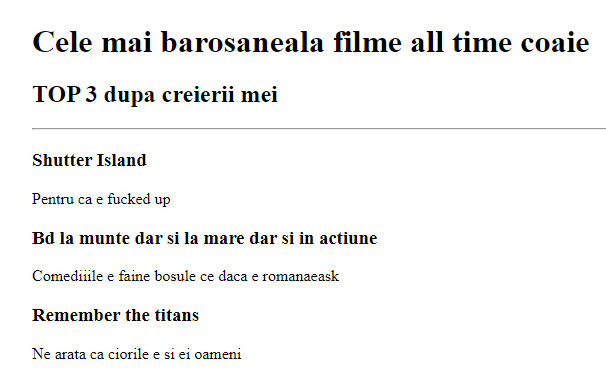 Cele mai barosaneala filme all time coaie
TOP 3 dupa creierii mei
Shutter Island
Pentru ca e fucked up
Bd la munte dar si la mare dar si in actiune
Comediiile e faine bosule ce daca e romanaeask
Remember the titans
Ne arata ca ciorile e si ei oameni